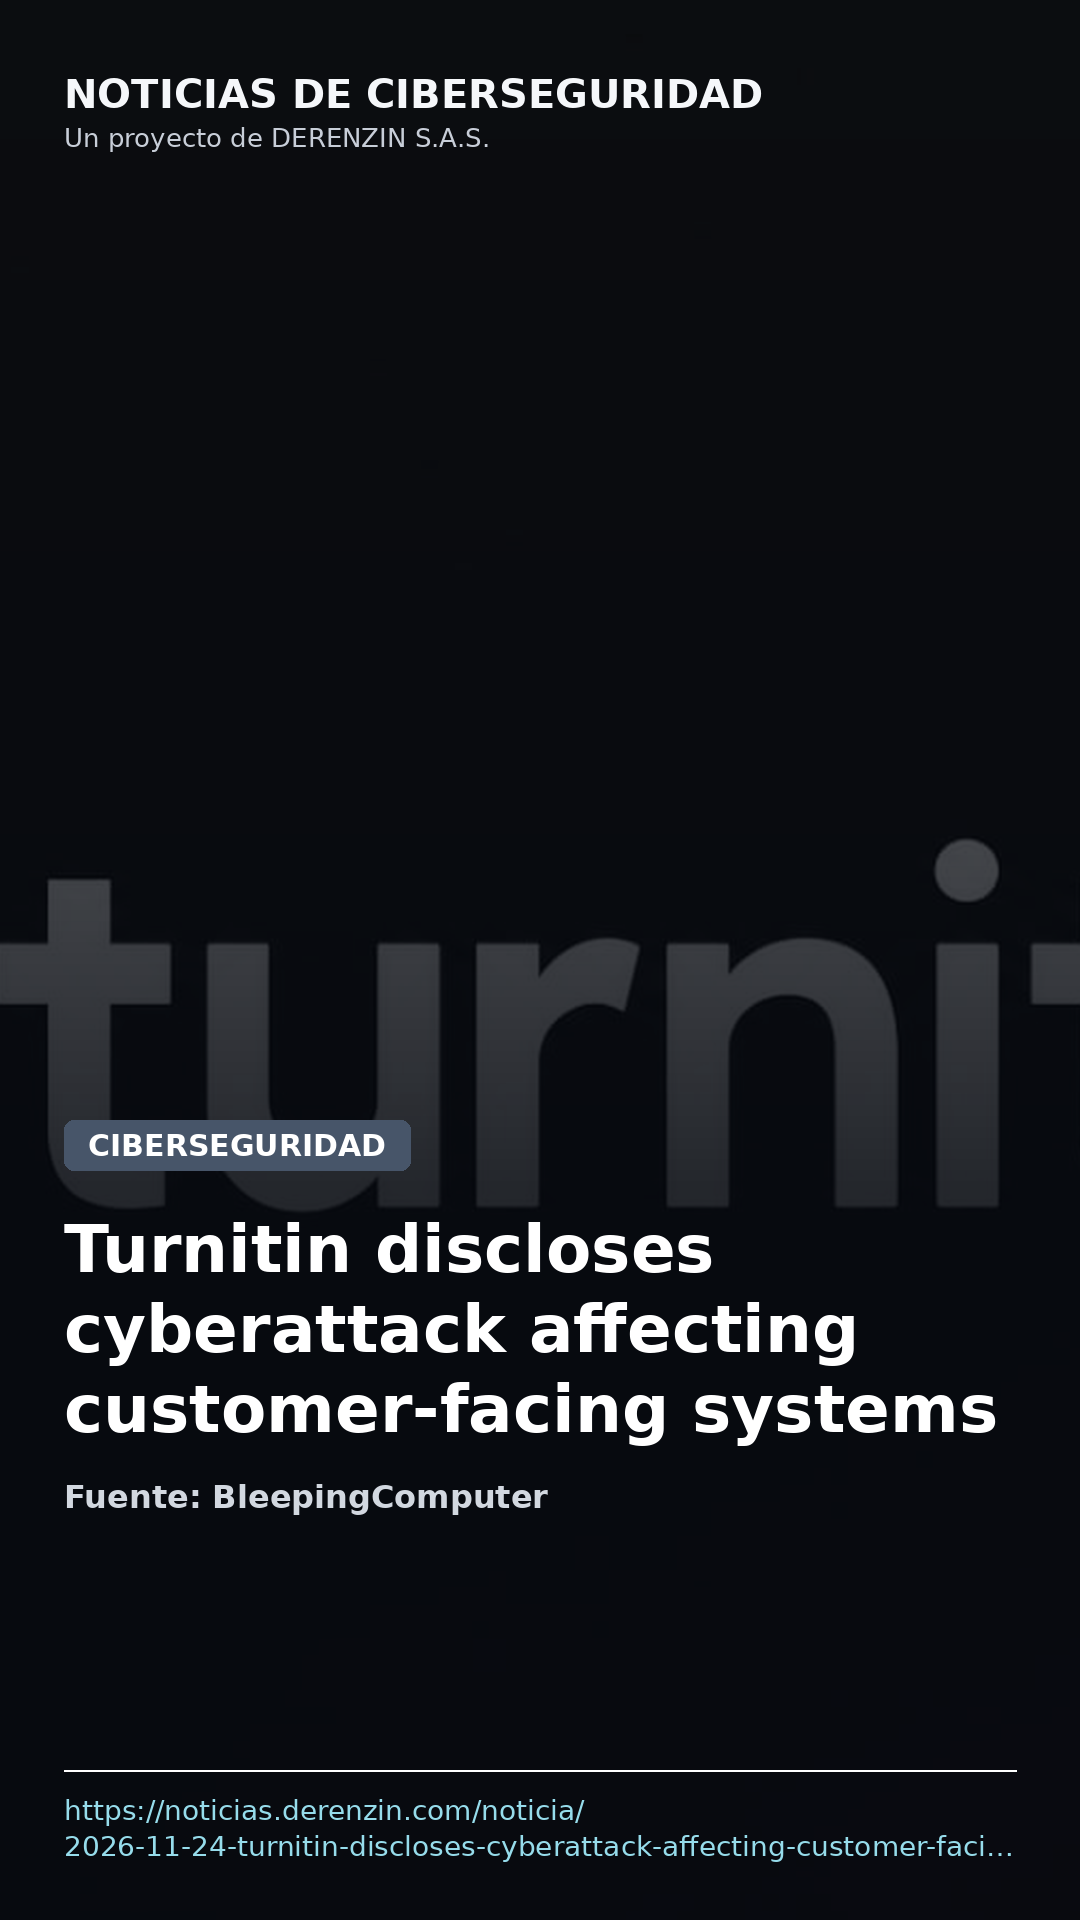 NOTICIAS DE CIBERSEGURIDAD
Un proyecto de DERENZIN S.A.S.
turnit
CIBERSEGURIDAD
Turnitin discloses
cyberattack affecting
customer-facing systems
Fuente: BleepingComputer
https://noticias.derenzin.com/noticia/
2026-11-24-turnitin-discloses-cyberattack-affecting-customer-faci…